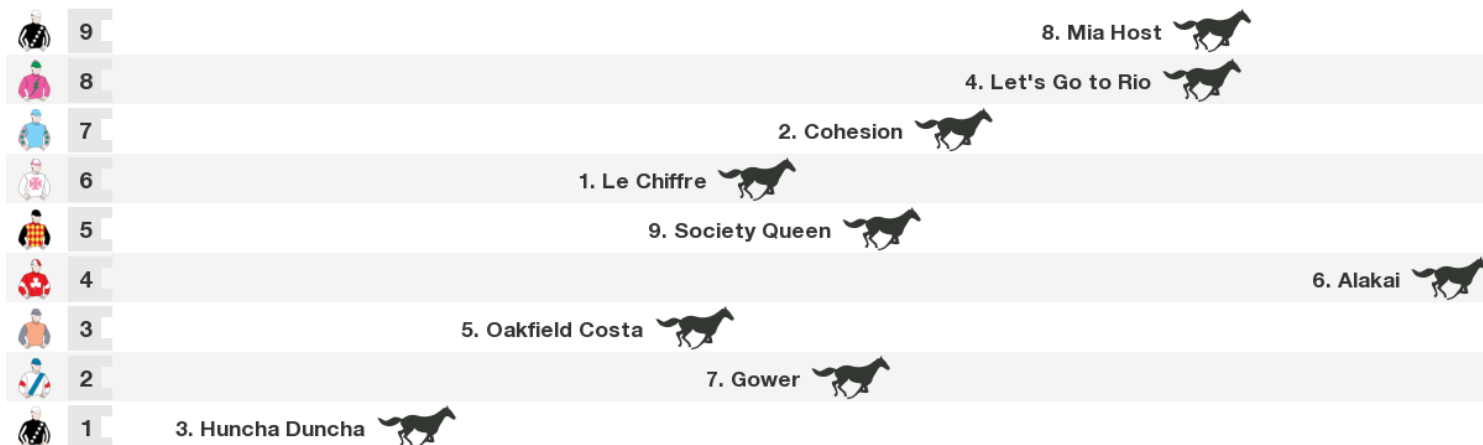 9 8. Mia Host
8 4. Let's Go to Rio
7 2. Cohesion
6 1. Le Chiffre
5 9. Society Queen
4 6. Alakai
3 5. Oakfield Costa
2 7. Gower
1 3. Huncha Duncha